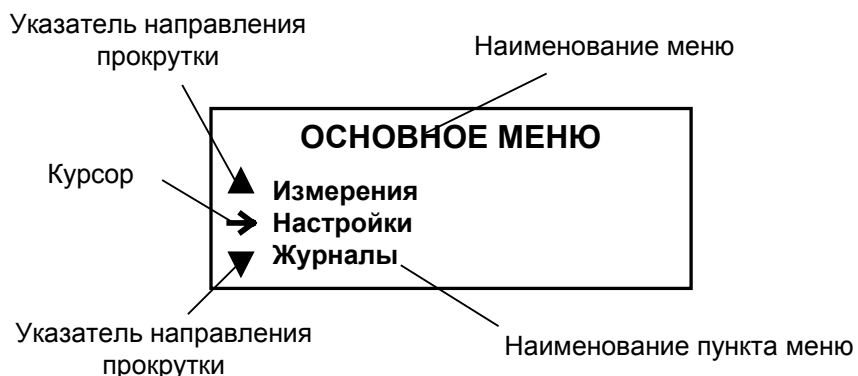 Указатель направления
прокрутки
Наименование меню
ОСНОВНОЕ МЕНЮ
Курсор
Измерения
Настройки
Журналы
Указатель направления
прокрутки
Наименование пункта меню